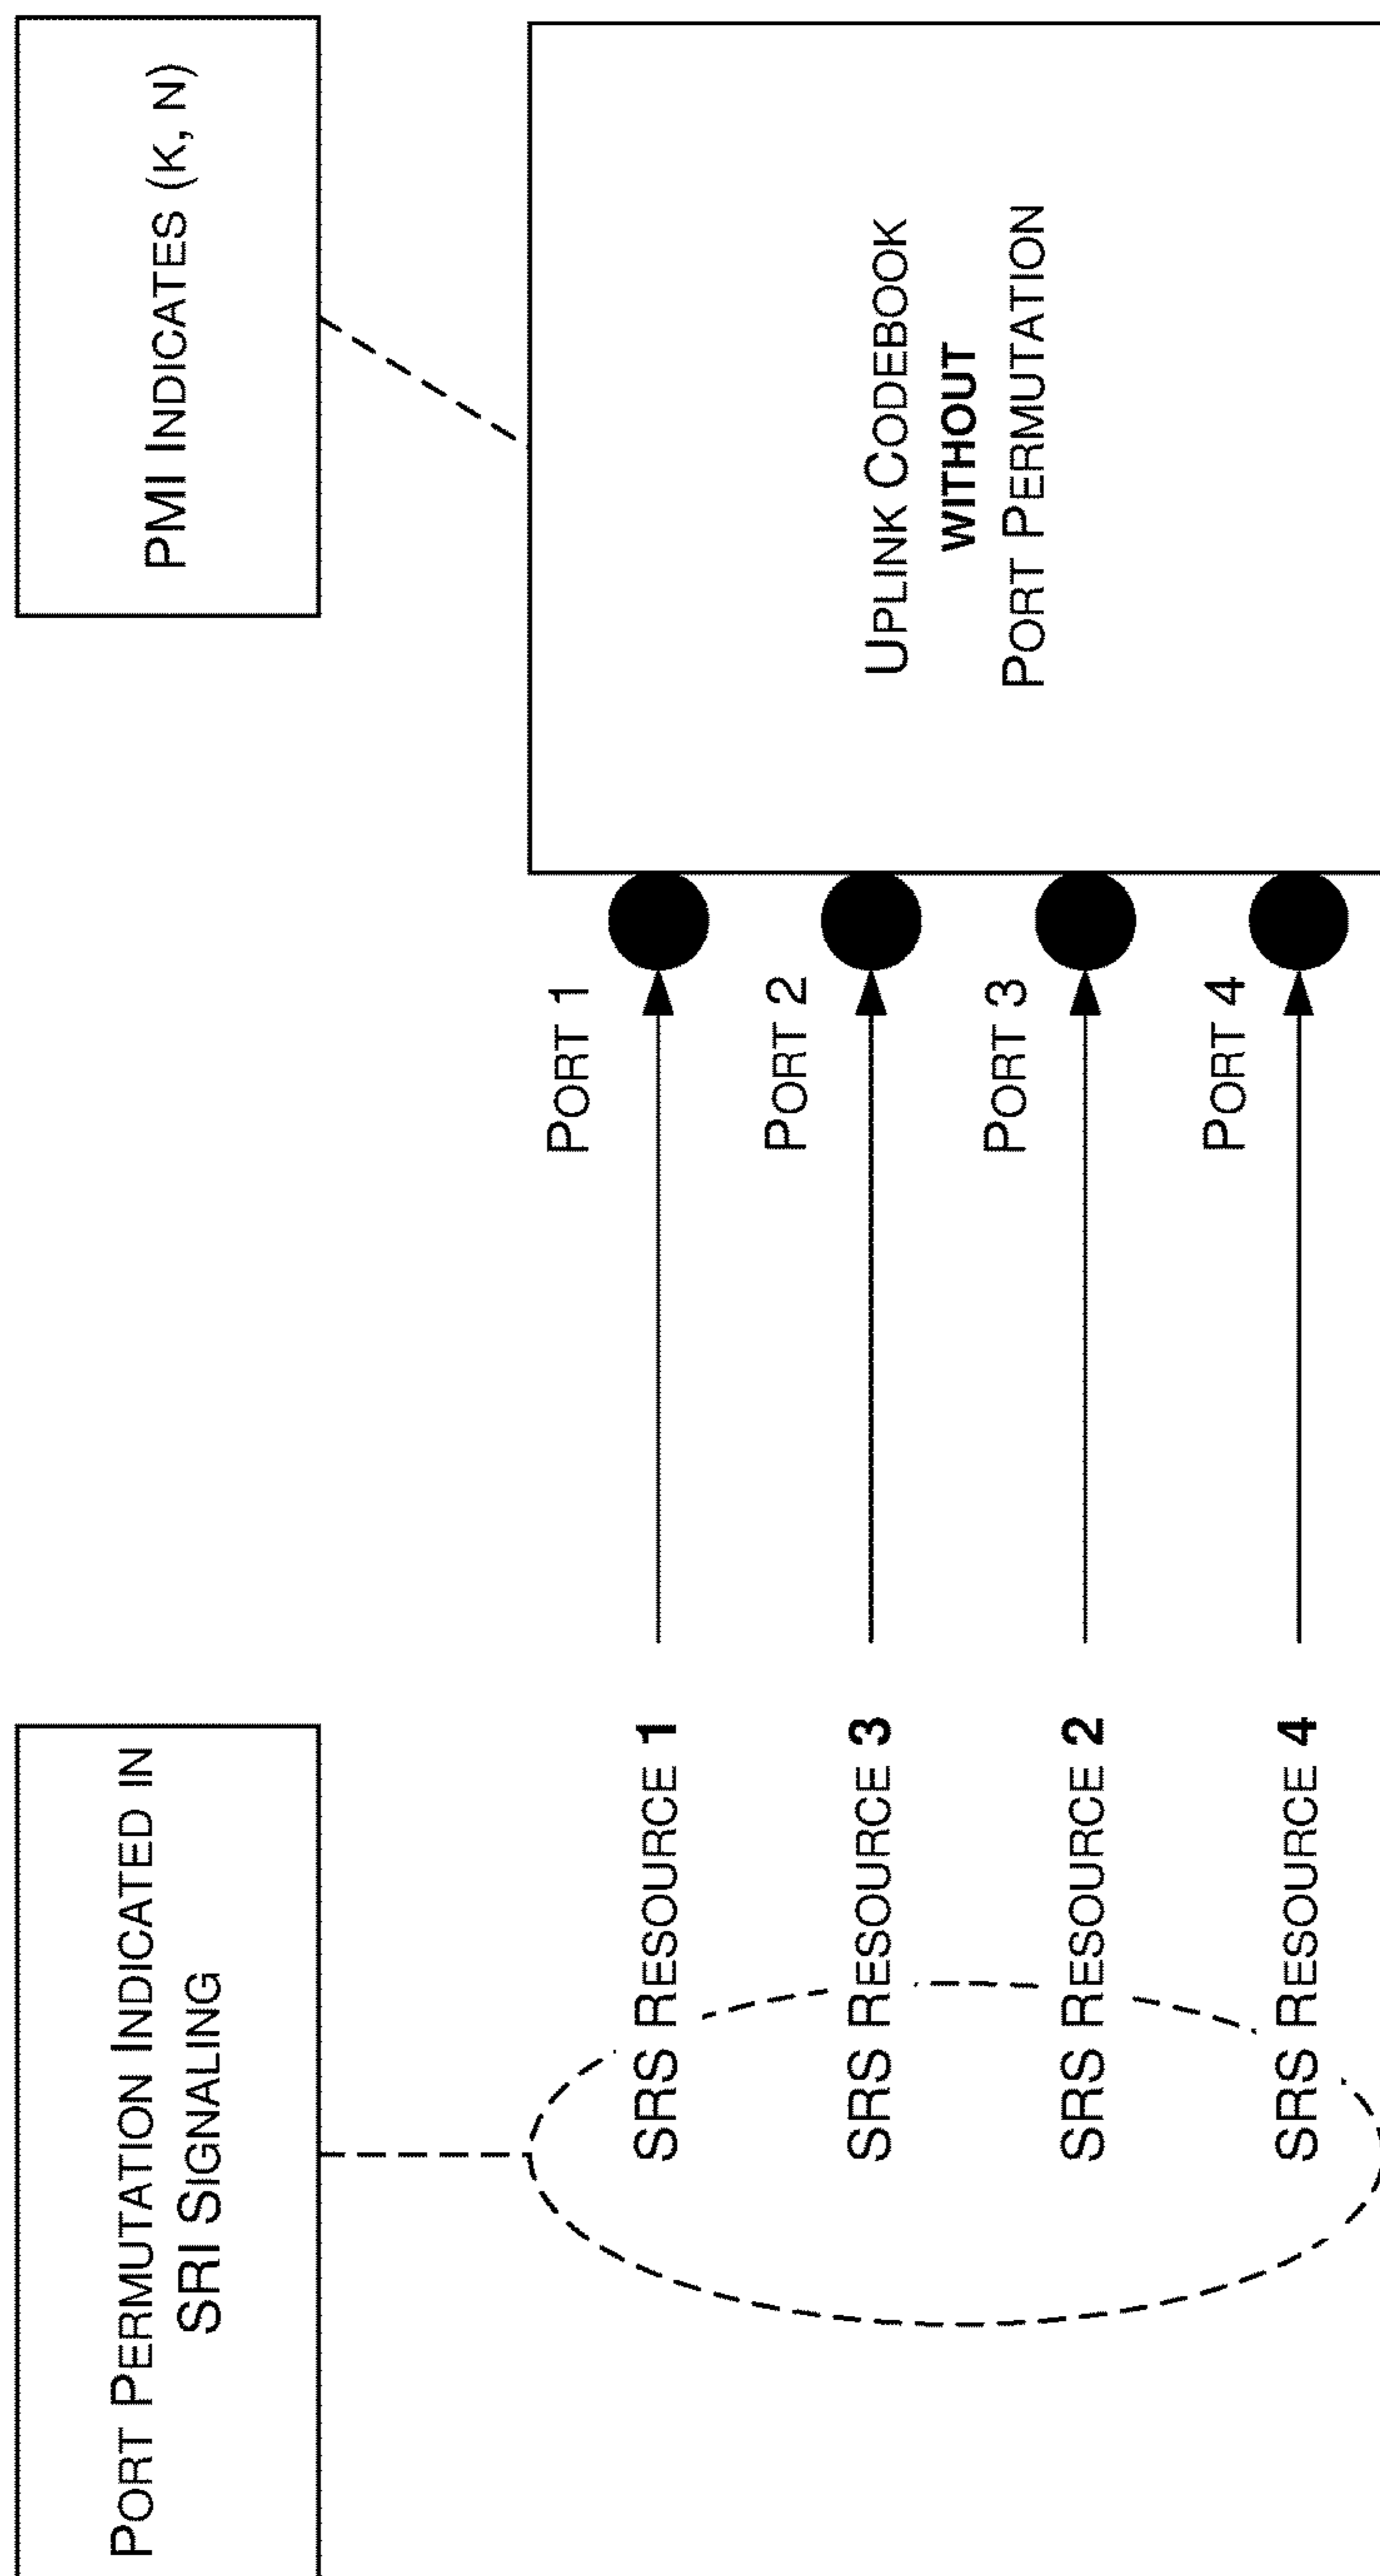 PORT PERMUTATION INDICATED IN
SRI SIGNALING
PMI INDICATES (K, N)
SRS RESOURCE 1
PORT 1
SRS RESOURCE 3
PORT 2
SRS RESOURCE 2
PORT 3
SRS RESOURCE 4
PORT 4
UPLINK CODEBOOK
WITHOUT
PORT PERMUTATION